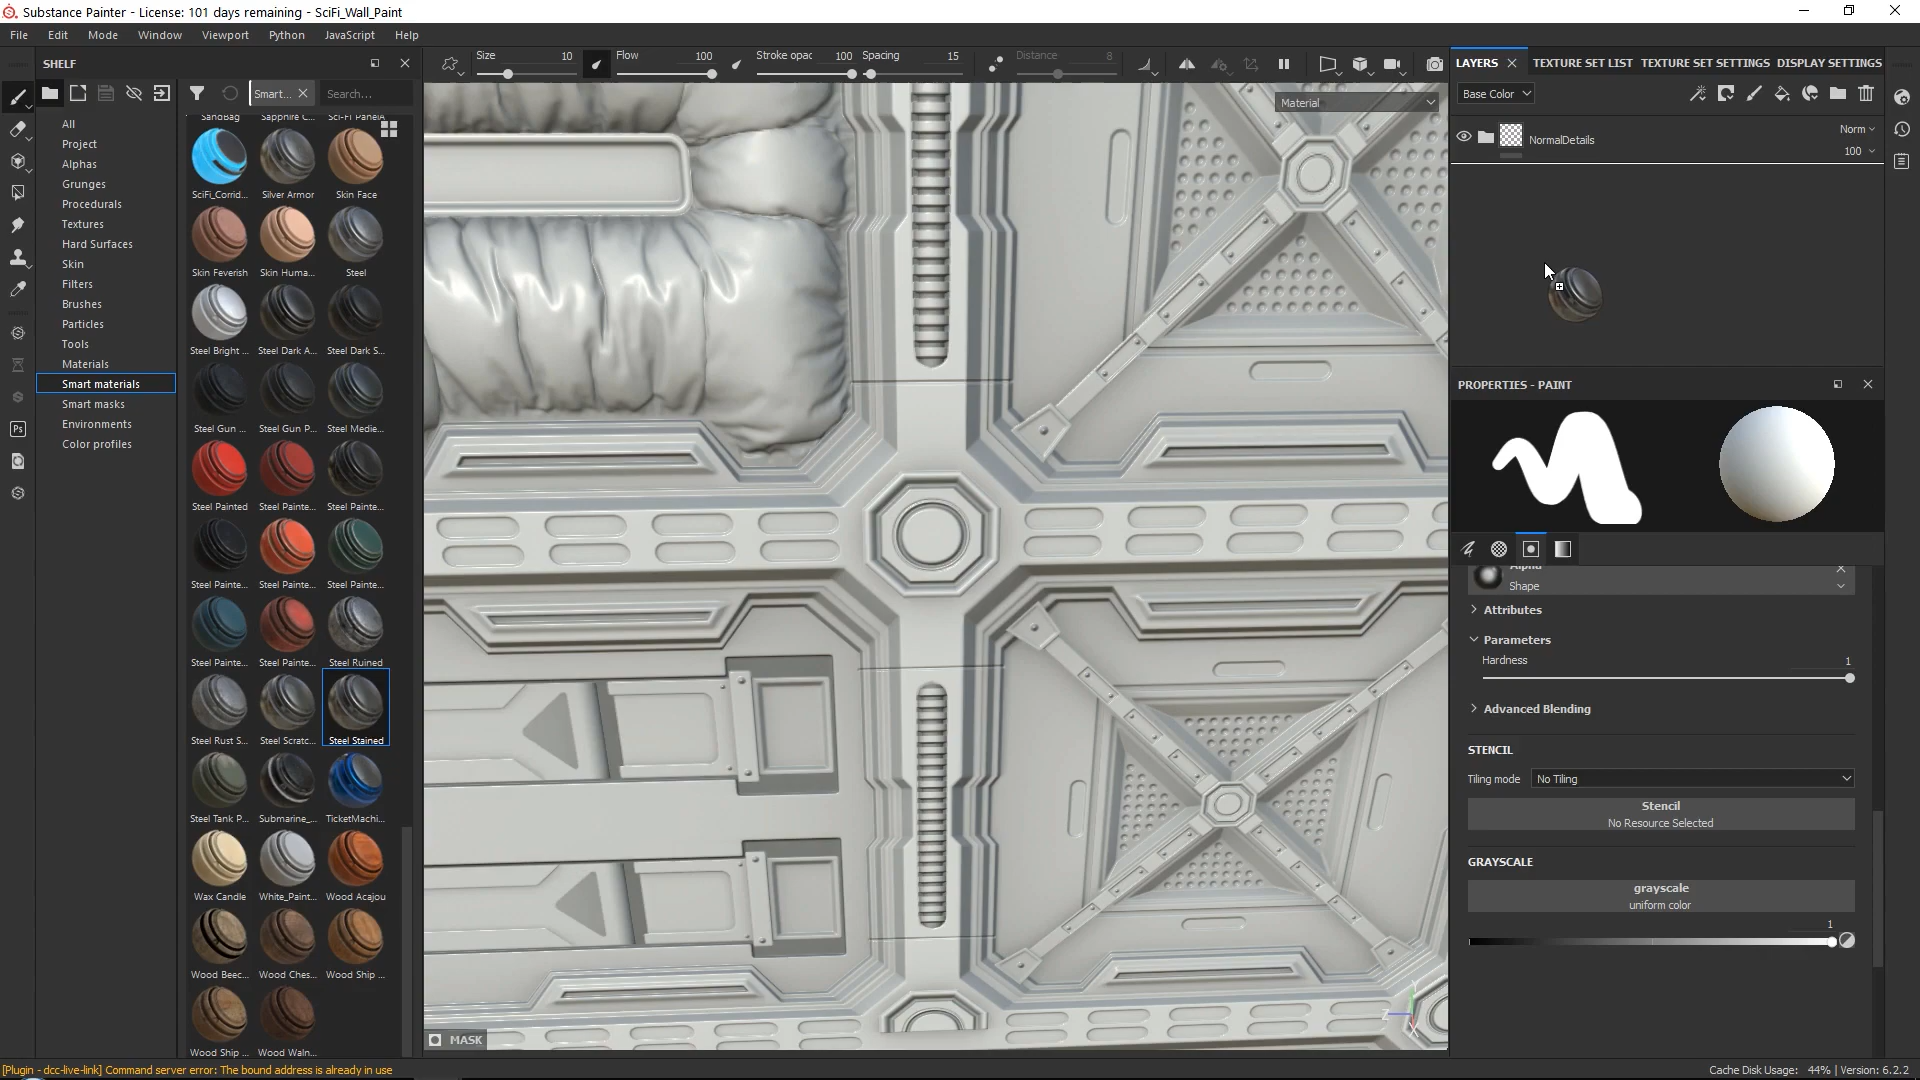 Substance Painter - License: 101 days remaining - SciFi_Wall_Paint
File Edit Mode Window Viewport Python JavaScript Help
SHELF
Size 10 Flow 100 Stroke opac 100 Spacing 15 Distance 8
LAYERS TEXTURE SET LIST TEXTURE SET SETTINGS DISPLAY SETTINGS
Smart... Search...
Base Color
Material
All
Project
Alphas
Grunges
Procedurals
Textures
Hard Surfaces
Skin
Filters
Brushes
Particles
Tools
Materials
Smart materials
Smart masks
Environments
Color profiles
SandBag Sapphire C... Sci-Fi PanelA
SciFi_Corrid... Silver Armor Skin Face
Skin Feverish Skin Huma... Steel
Steel Bright ... Steel Dark A... Steel Dark S...
Steel Gun ... Steel Gun P... Steel Medie...
Steel Painted Steel Painte... Steel Painte...
Steel Painte... Steel Painte... Steel Painte...
Steel Painte... Steel Painte... Steel Ruined
Steel Rust S... Steel Scratc... Steel Stained
Steel Tank P... Submarine_... TicketMachi...
Wax Candle White_Paint... Wood Acajou
Wood Beec... Wood Ches... Wood Ship ...
Wood Ship ... Wood Waln...
Ps
MASK
Y
Z
X
NormalDetails Norm
100
PROPERTIES - PAINT
Alpha
Shape
Attributes
Parameters
Hardness 1
Advanced Blending
STENCIL
Tiling mode No Tiling
Stencil
No Resource Selected
GRAYSCALE
grayscale
uniform color
1
[Plugin - dcc-live-link] Command server error: The bound address is already in use
Cache Disk Usage: 44% | Version: 6.2.2